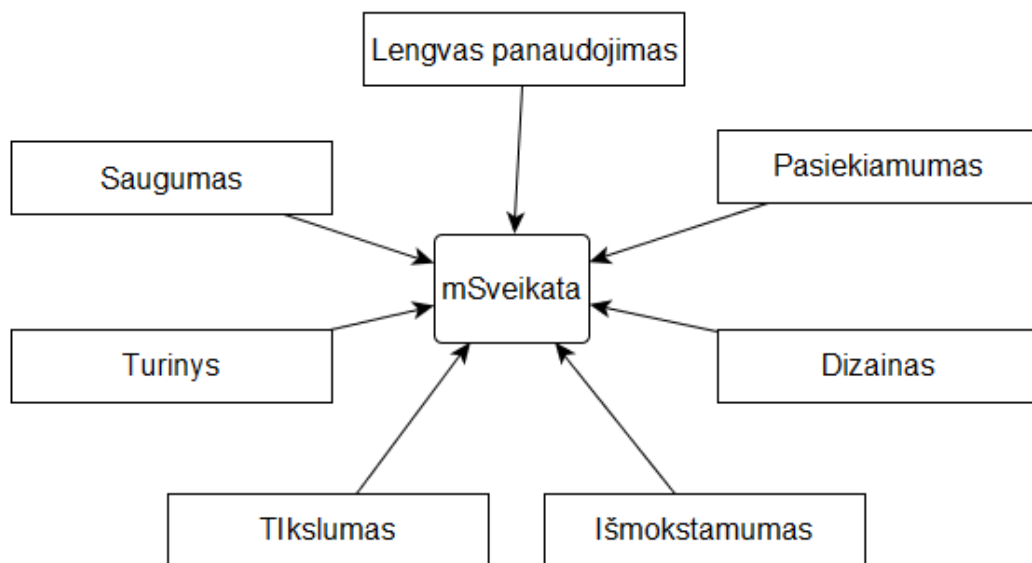 Lengvas panaudojimas
Saugumas
Pasiekiamumas
mSveikata
Turinys
Dizainas
TIkslumas
Išmokstamumas